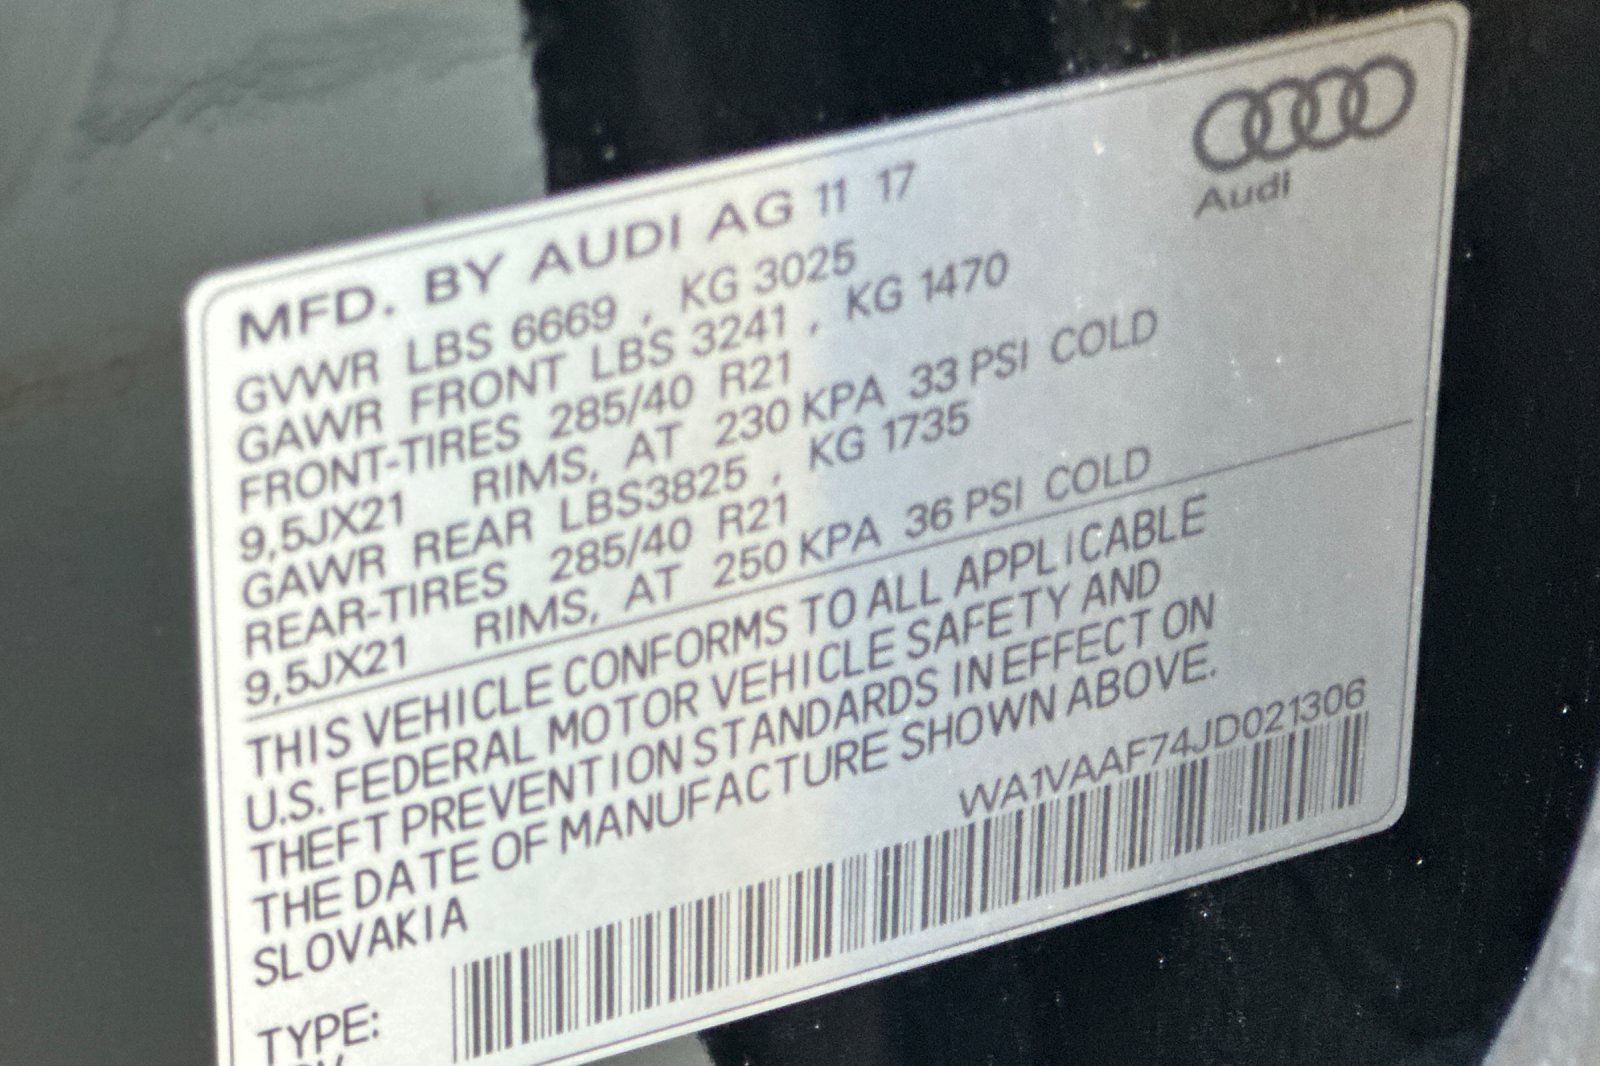 Audi
MFD. BY AUDI AG 11 17
GVWR LBS 6669 , KG 3025
GAWR FRONT LBS 3241 , KG 1470
FRONT-TIRES 285/40 R21
9,5JX21 RIMS, AT 230 KPA 33 PSI COLD
GAWR REAR LBS3825 , KG 1735
REAR-TIRES 285/40 R21
9,5JX21 RIMS, AT 250 KPA 36 PSI COLD
THIS VEHICLE CONFORMS TO ALL APPLICABLE
U.S. FEDERAL MOTOR VEHICLE SAFETY AND
THEFT PREVENTION STANDARDS IN EFFECT ON
THE DATE OF MANUFACTURE SHOWN ABOVE.
SLOVAKIA
WA1VAAF74JD021306
TYPE: